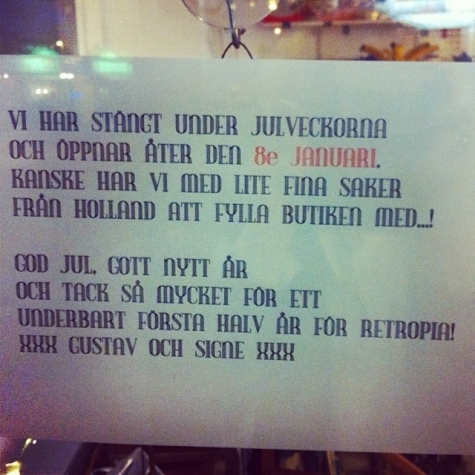 VI HAR STÄNGT UNDER JULVECKORNA
OCH ÖPPNAR ÅTER DEN 8e JANUARI.
KANSKE HAR VI MED LITE FINA SAKER
FRÅN HOLLAND ATT FYLLA BUTIKEN MED...!
GOD JUL, GOTT NYTT ÅR
OCH TACK SÅ MYCKET FÖR ETT
UNDERBART FÖRSTA HALV ÅR FÖR RETROPIA!
XXX GUSTAV OCH SIGNE XXX